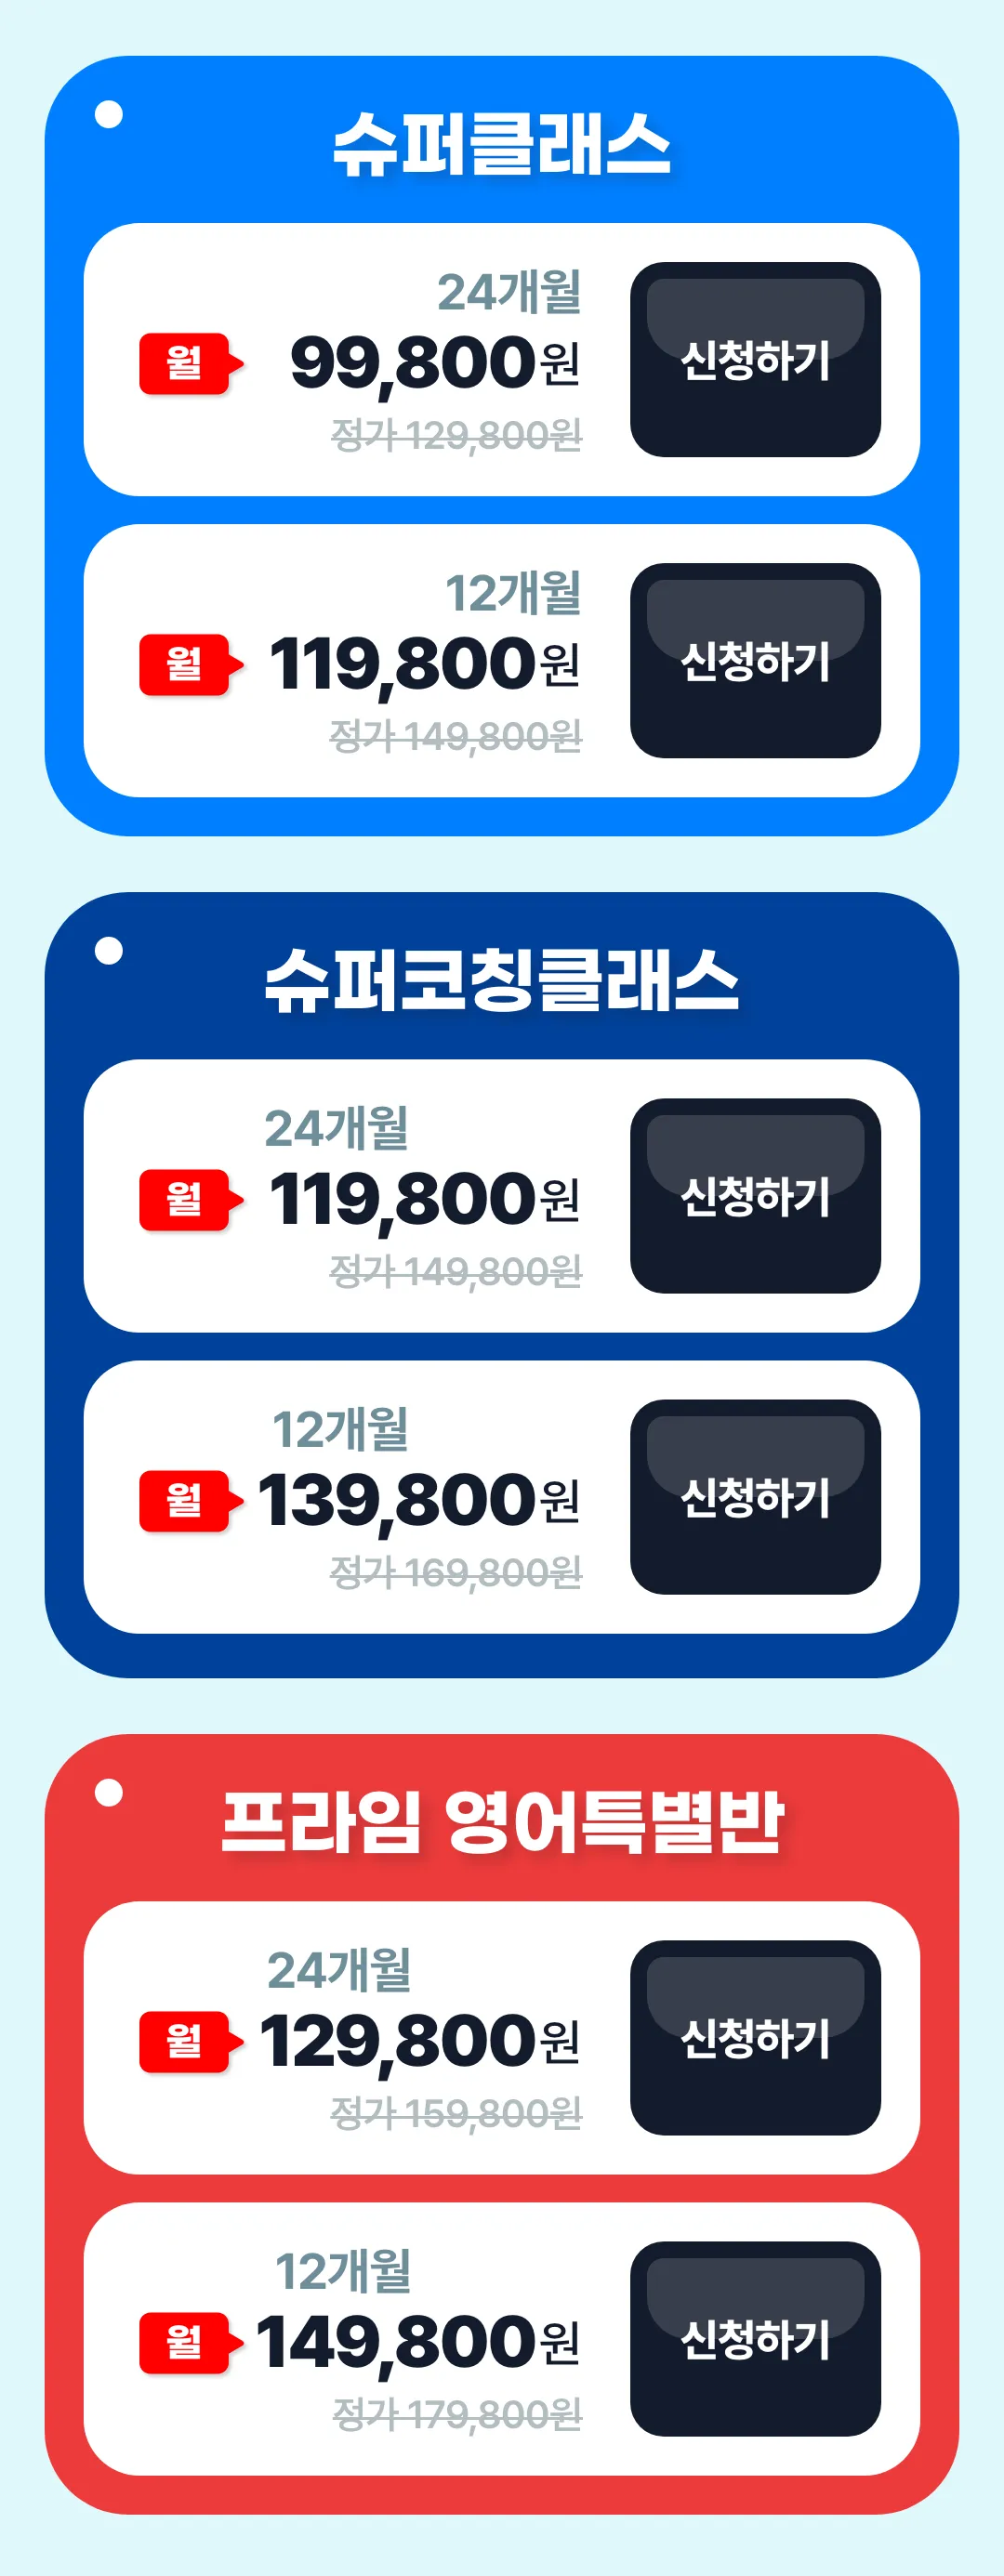 슈퍼클래스
24개월
월 99,800원
정가 129,800원
신청하기
12개월
월 119,800원
정가 149,800원
신청하기
슈퍼코칭클래스
24개월
월 119,800원
정가 149,800원
신청하기
12개월
월 139,800원
정가 169,800원
신청하기
프라임 영어특별반
24개월
월 129,800원
정가 159,800원
신청하기
12개월
월 149,800원
정가 179,800원
신청하기